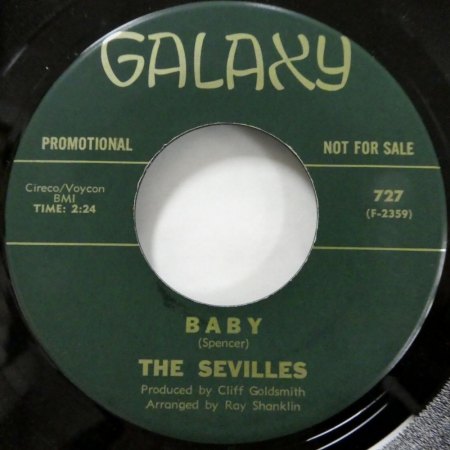 GALAXY
PROMOTIONAL
NOT FOR SALE
Cireco/Voycon
BMI
TIME: 2:24
727
(F-2359)
BABY
(Spencer)
THE SEVILLES
Produced by Cliff Goldsmith
Arranged by Ray Shanklin